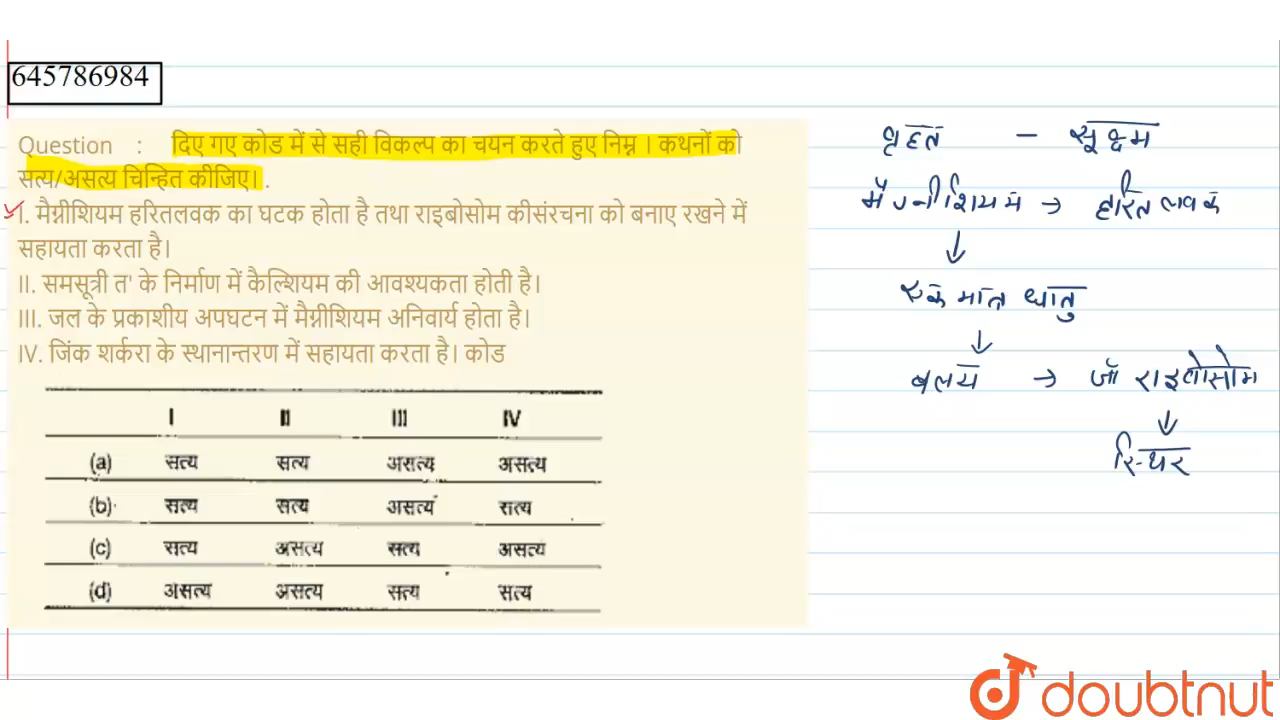 645786984
Question : दिए गए कोड में से सही विकल्प का चयन करते हुए निम्न । कथनों को
सत्य/असत्य चिन्हित कीजिए। .
I. मैग्नीशियम हरितलवक का घटक होता है तथा राइबोसोम कीसंरचना को बनाए रखने में
सहायता करता है।
II. समसूत्री त' के निर्माण में कैल्शियम की आवश्यकता होती है।
III. जल के प्रकाशीय अपघटन में मैग्नीशियम अनिवार्य होता है।
IV. जिंक शर्करा के स्थानान्तरण में सहायता करता है। कोड
I II III IV
(a) सत्य सत्य असत्य असत्य
(b) सत्य सत्य असत्य सत्य
(c) सत्य असत्य सत्य असत्य
(d) असत्य असत्य सत्य सत्य
वृहत – सूक्ष्म
मैग्नीशियम → हरितलवक
↓
एकमात्र धातु
↓
वलय → जो राइबोसोम
↓
स्थिर
doubtnut